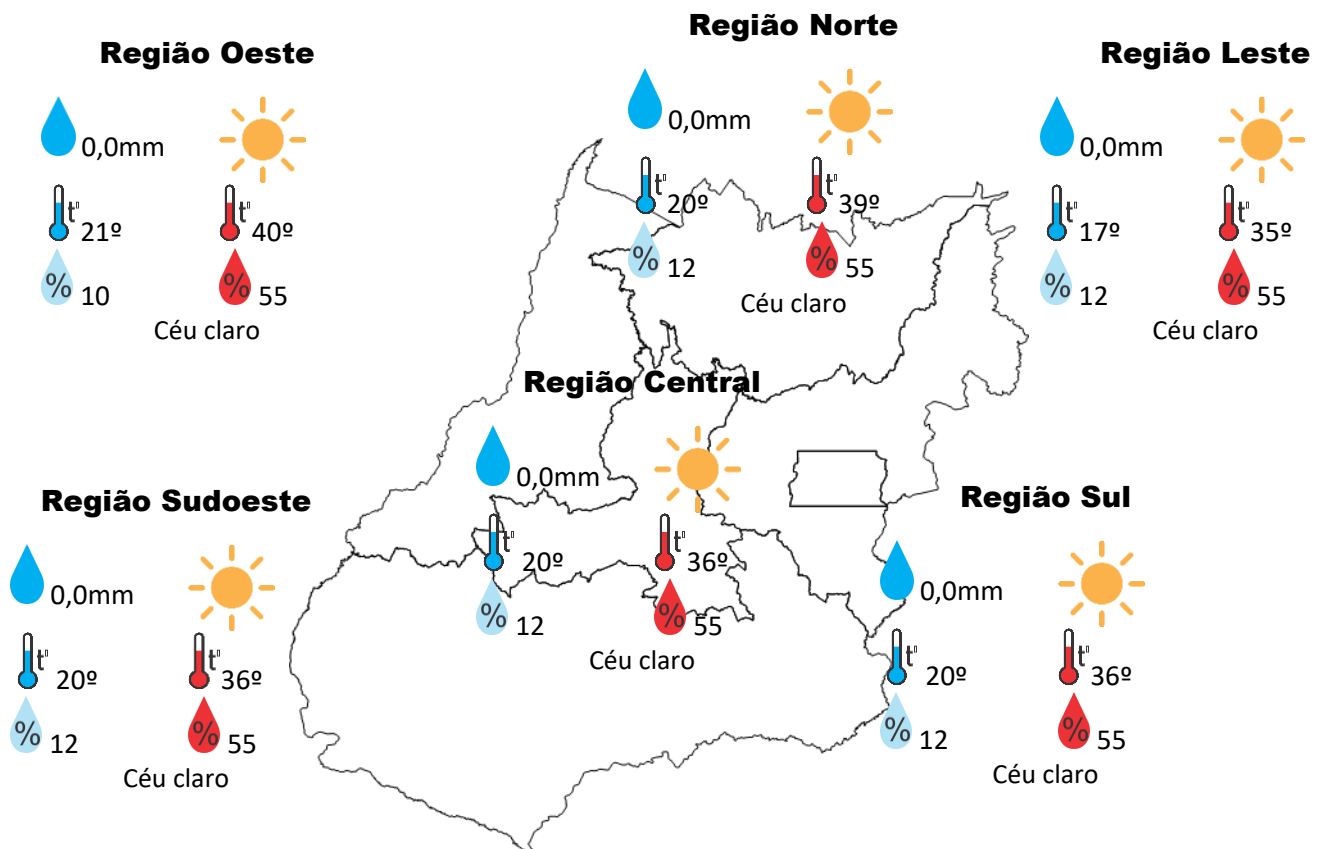 Região Oeste
0,0mm
t°
21º
t°
40º
%
10
%
55
Céu claro
Região Norte
0,0mm
t°
20º
t°
39º
%
12
%
55
Céu claro
Região Leste
0,0mm
t°
17º
t°
35º
%
12
%
55
Céu claro
Região Central
0,0mm
t°
20º
t°
36º
%
12
%
55
Céu claro
Região Sudoeste
0,0mm
t°
20º
t°
36º
%
12
%
55
Céu claro
Região Sul
0,0mm
t°
20º
t°
36º
%
12
%
55
Céu claro